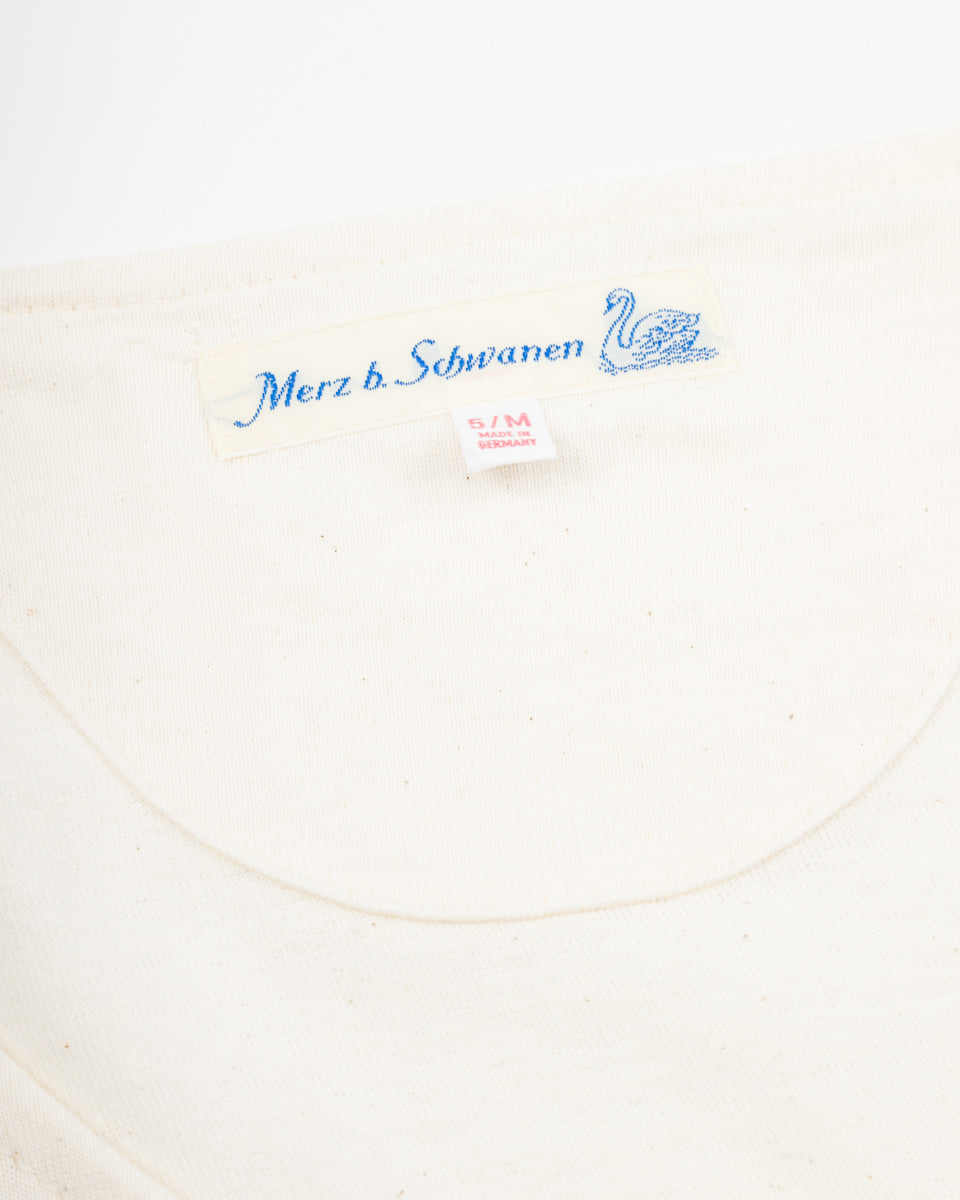 Merz b. Schwanen
5/M
MADE IN
GERMANY